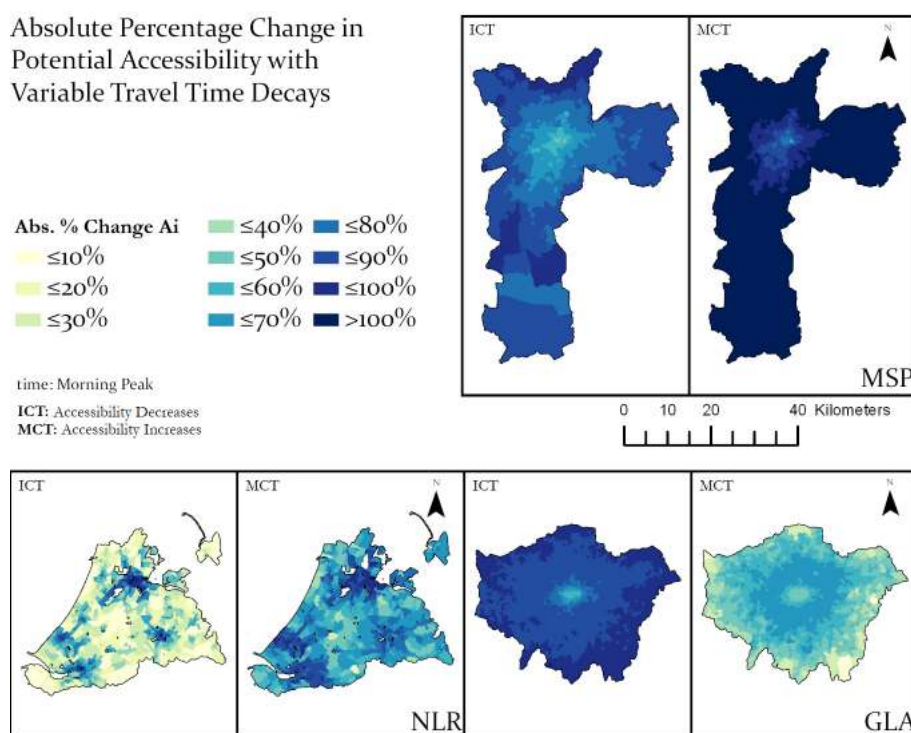 Absolute Percentage Change in
Potential Accessibility with
Variable Travel Time Decays
Abs. % Change Ai
≤10%
≤20%
≤30%
≤40%
≤50%
≤60%
≤70%
≤80%
≤90%
≤100%
>100%
time: Morning Peak
ICT: Accessibility Decreases
MCT: Accessibility Increases
ICT
MCT
N
MSP
0 10 20 40 Kilometers
ICT
MCT
N
NLR
ICT
MCT
N
GLA